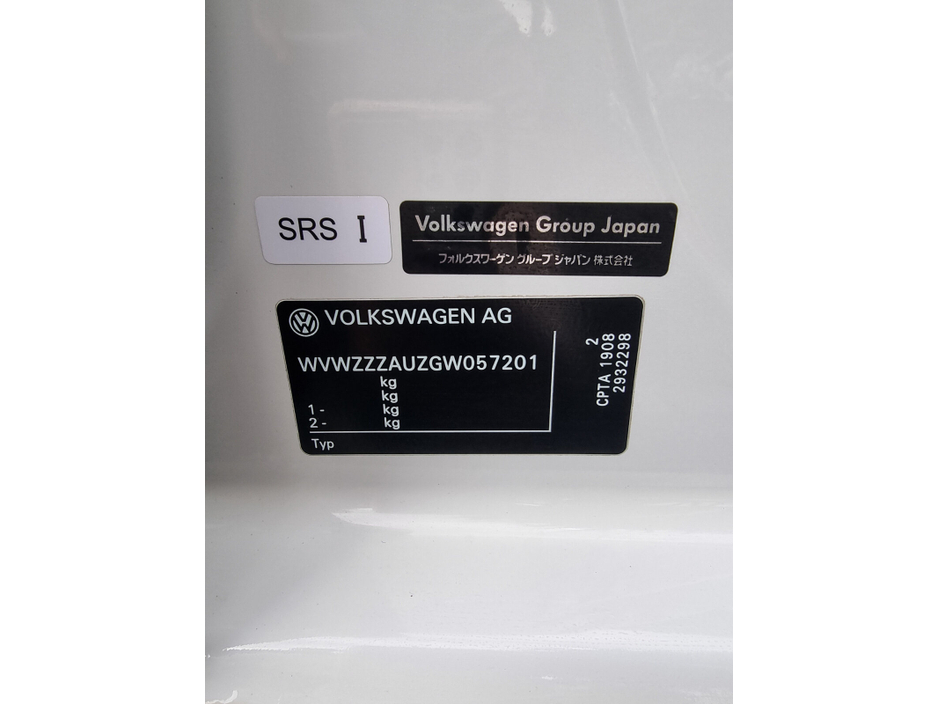 SRS I
Volkswagen Group Japan
フォルクスワーゲン グループ ジャパン 株式会社
VOLKSWAGEN AG
WVWZZZAUZGW057201
kg
kg
1 - kg
2 - kg
Typ
2
CPTA 1908
2932298